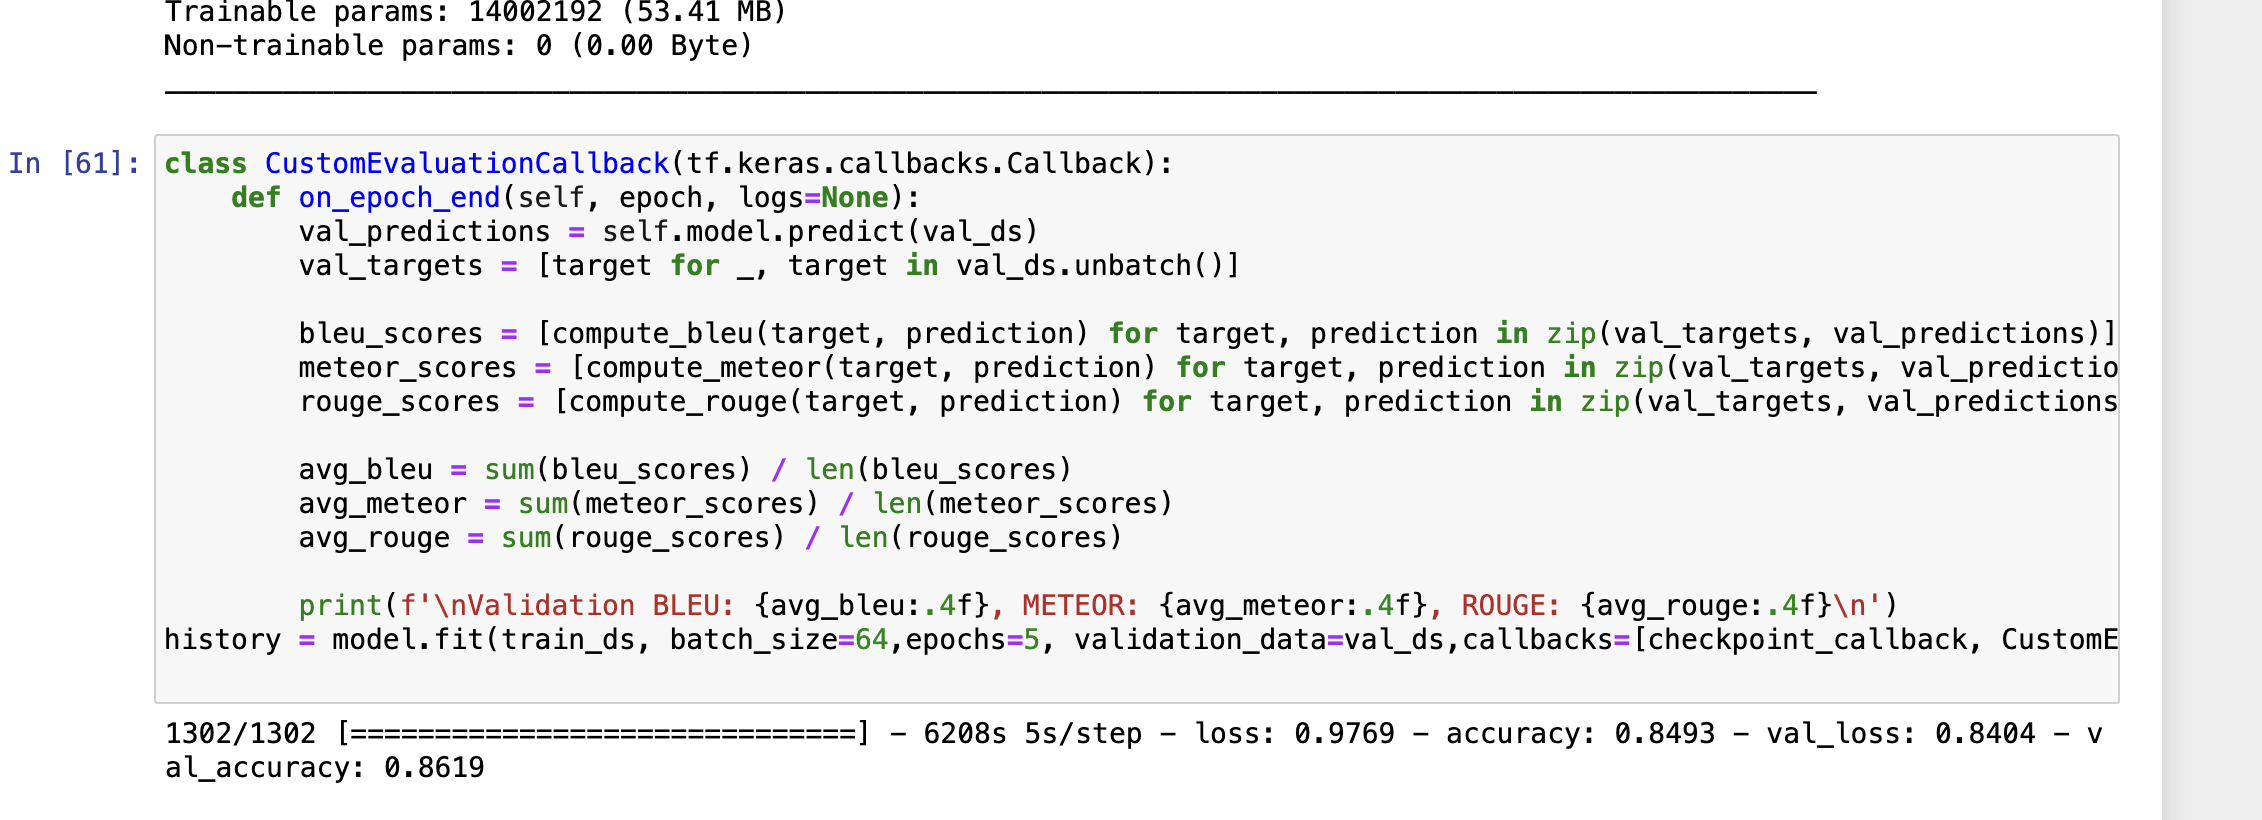 Trainable params: 14002192 (53.41 MB)
Non-trainable params: 0 (0.00 Byte)
In [61]:
class CustomEvaluationCallback(tf.keras.callbacks.Callback):
    def on_epoch_end(self, epoch, logs=None):
        val_predictions = self.model.predict(val_ds)
        val_targets = [target for _, target in val_ds.unbatch()]
        bleu_scores = [compute_bleu(target, prediction) for target, prediction in zip(val_targets, val_predictions)]
        meteor_scores = [compute_meteor(target, prediction) for target, prediction in zip(val_targets, val_predictio
        rouge_scores = [compute_rouge(target, prediction) for target, prediction in zip(val_targets, val_predictions
        avg_bleu = sum(bleu_scores) / len(bleu_scores)
        avg_meteor = sum(meteor_scores) / len(meteor_scores)
        avg_rouge = sum(rouge_scores) / len(rouge_scores)
        print(f'\nValidation BLEU: {avg_bleu:.4f}, METEOR: {avg_meteor:.4f}, ROUGE: {avg_rouge:.4f}\n')
history = model.fit(train_ds, batch_size=64,epochs=5, validation_data=val_ds,callbacks=[checkpoint_callback, CustomE
1302/1302 [==============================] - 6208s 5s/step - loss: 0.9769 - accuracy: 0.8493 - val_loss: 0.8404 - v
al_accuracy: 0.8619